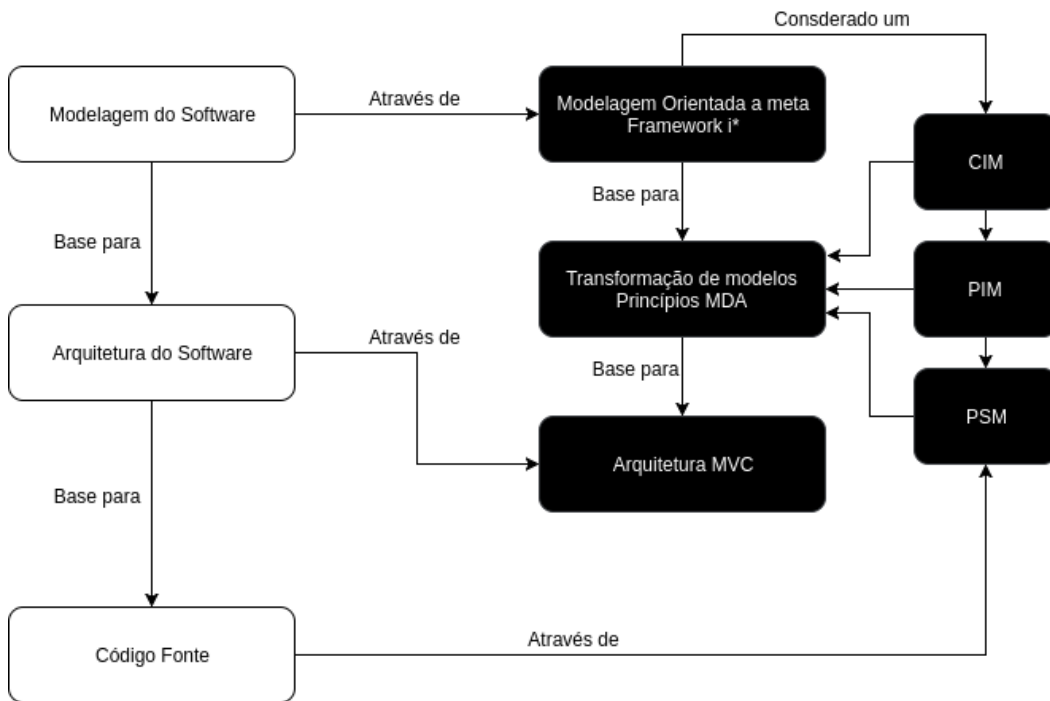 Consderado um
Modelagem do Software
Através de
Modelagem Orientada a meta
Framework i*
CIM
Base para
Base para
Transformação de modelos
Princípios MDA
PIM
Arquitetura do Software
Através de
Base para
PSM
Arquitetura MVC
Base para
Código Fonte
Através de